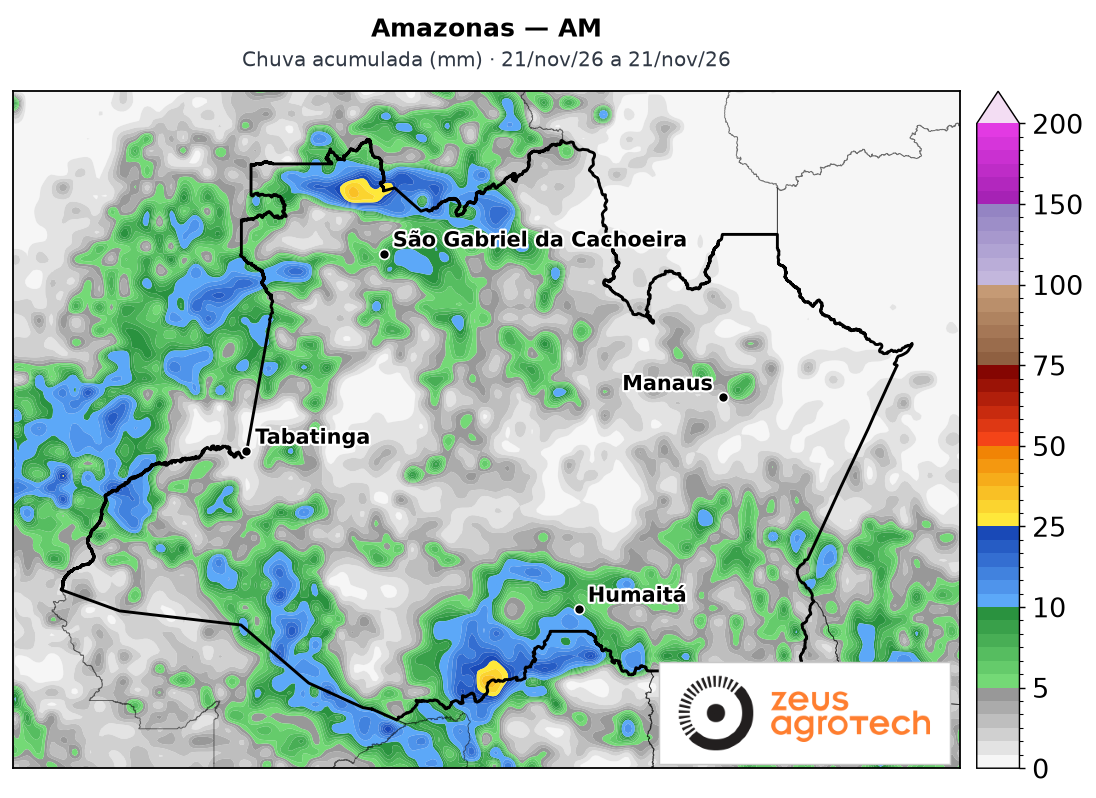 Amazonas — AM
Chuva acumulada (mm) · 21/nov/26 a 21/nov/26
São Gabriel da Cachoeira
Manaus
Tabatinga
Humaitá
200
150
100
75
50
25
10
5
0
zeus
agrotech